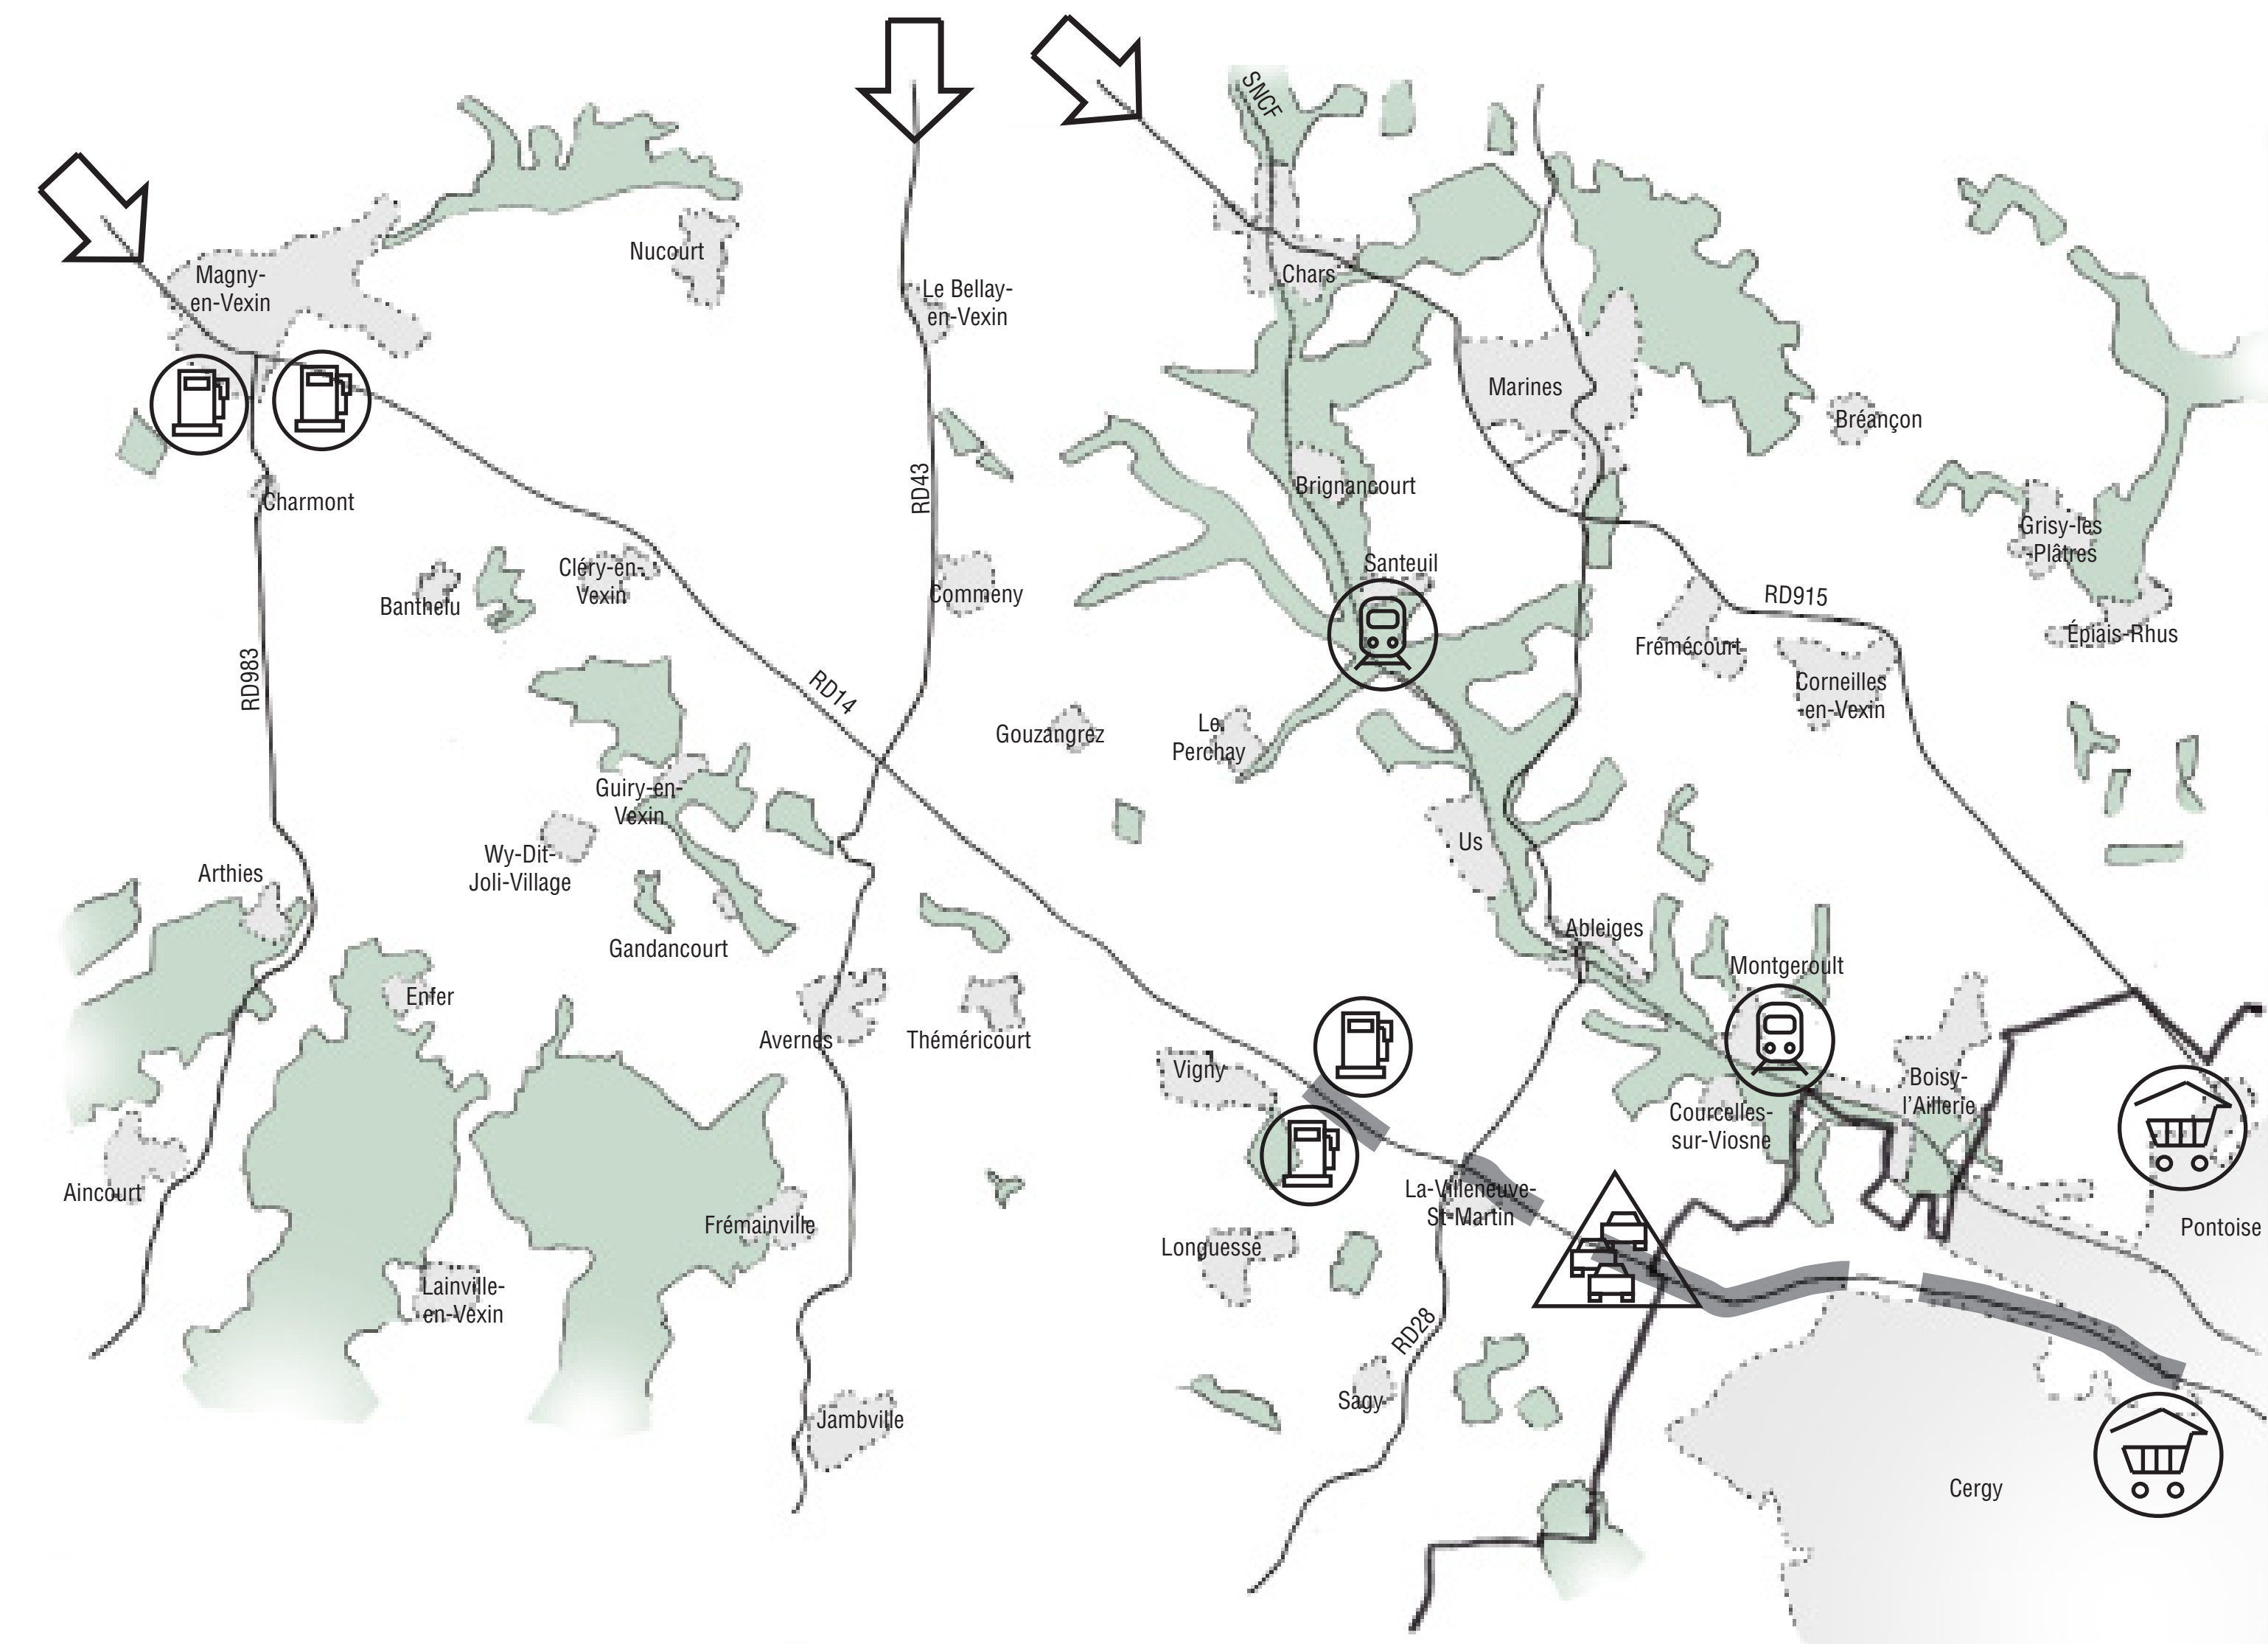 SNCF
Nucourt
Magny-
en-Vexin
Chars
Le Bellay-
en-Vexin
Marines
Bréançon
RD43
Brignancourt
Charmont
Grisy-les
-Plâtres
Santeuil
Cléry-en-
Vexin
Banthelu
Commeny
RD915
Épiais-Rhus
Frémécourt
RD983
RD14
Corneilles
-en-Vexin
Gouzangrez
Le
Perchay
Guiry-en-
Vexin
Us
Wy-Dit-
Joli-Village
Arthies
Gandancourt
Ableiges
Montgeroult
Enfer
Avernes
Théméricourt
Vigny
Boisy-
l'Aillerie
Courcelles-
sur-Viosne
Aincourt
La-Villeneuve-
St-Martin
Frémainville
Pontoise
Longuesse
Lainville-
en-Vexin
RD28
Sagy
Jambville
Cergy